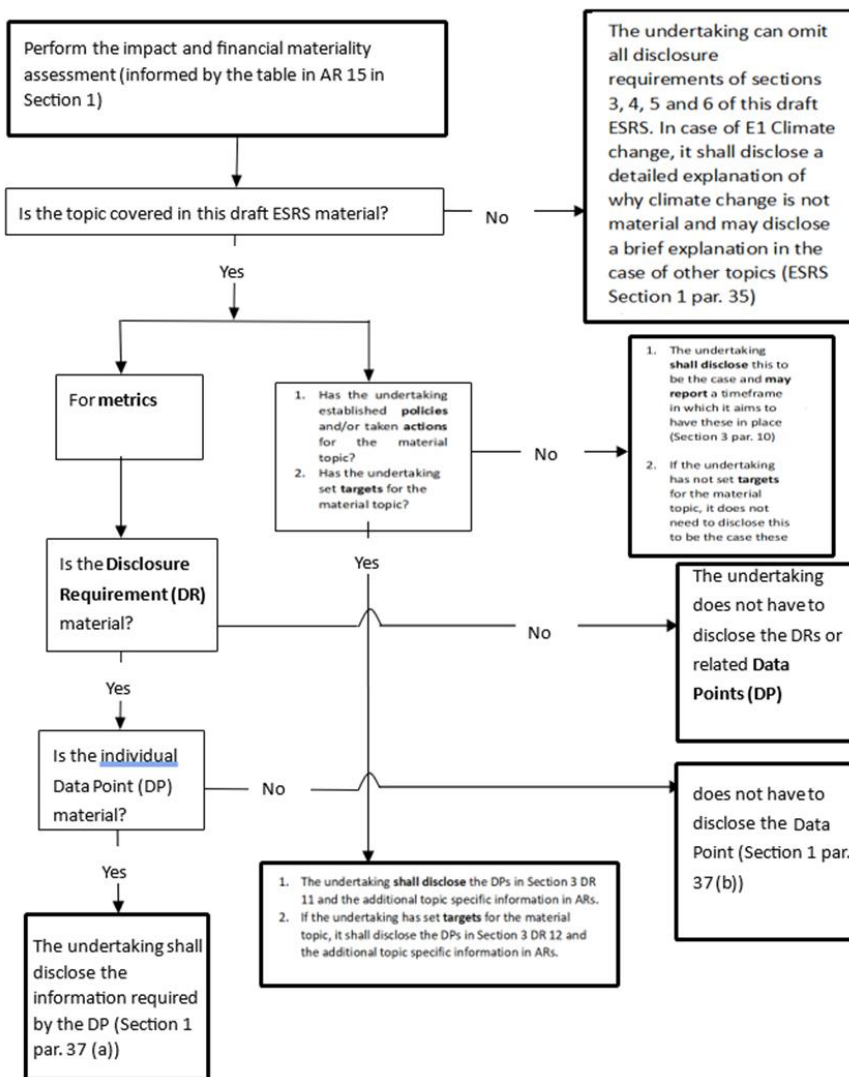 Perform the impact and financial materiality
assessment (informed by the table in AR 15 in
Section 1)
The undertaking can omit
all disclosure
requirements of sections
3, 4, 5 and 6 of this draft
ESRS. In case of E1 Climate
change, it shall disclose a
detailed explanation of
why climate change is not
material and may disclose
a brief explanation in the
case of other topics (ESRS
Section 1 par. 35)
Is the topic covered in this draft ESRS material?
No
Yes
For metrics
1. Has the undertaking
established policies
and/or taken actions
for the material
topic?
2. Has the undertaking
set targets for the
material topic?
No
1. The undertaking
shall disclose this to
be the case and may
report a timeframe
in which it aims to
have these in place
(Section 3 par. 10)
2. If the undertaking
has not set targets
for the material
topic, it does not
need to disclose this
to be the case these
Yes
Is the Disclosure
Requirement (DR)
material?
No
The undertaking
does not have to
disclose the DRs or
related Data
Points (DP)
Yes
Is the individual
Data Point (DP)
material?
No
does not have to
disclose the Data
Point (Section 1 par.
37(b))
Yes
1. The undertaking shall disclose the DPs in Section 3 DR
11 and the additional topic specific information in ARs.
2. If the undertaking has set targets for the material
topic, it shall disclose the DPs in Section 3 DR 12 and
the additional topic specific information in ARs.
The undertaking shall
disclose the
information required
by the DP (Section 1
par. 37 (a))